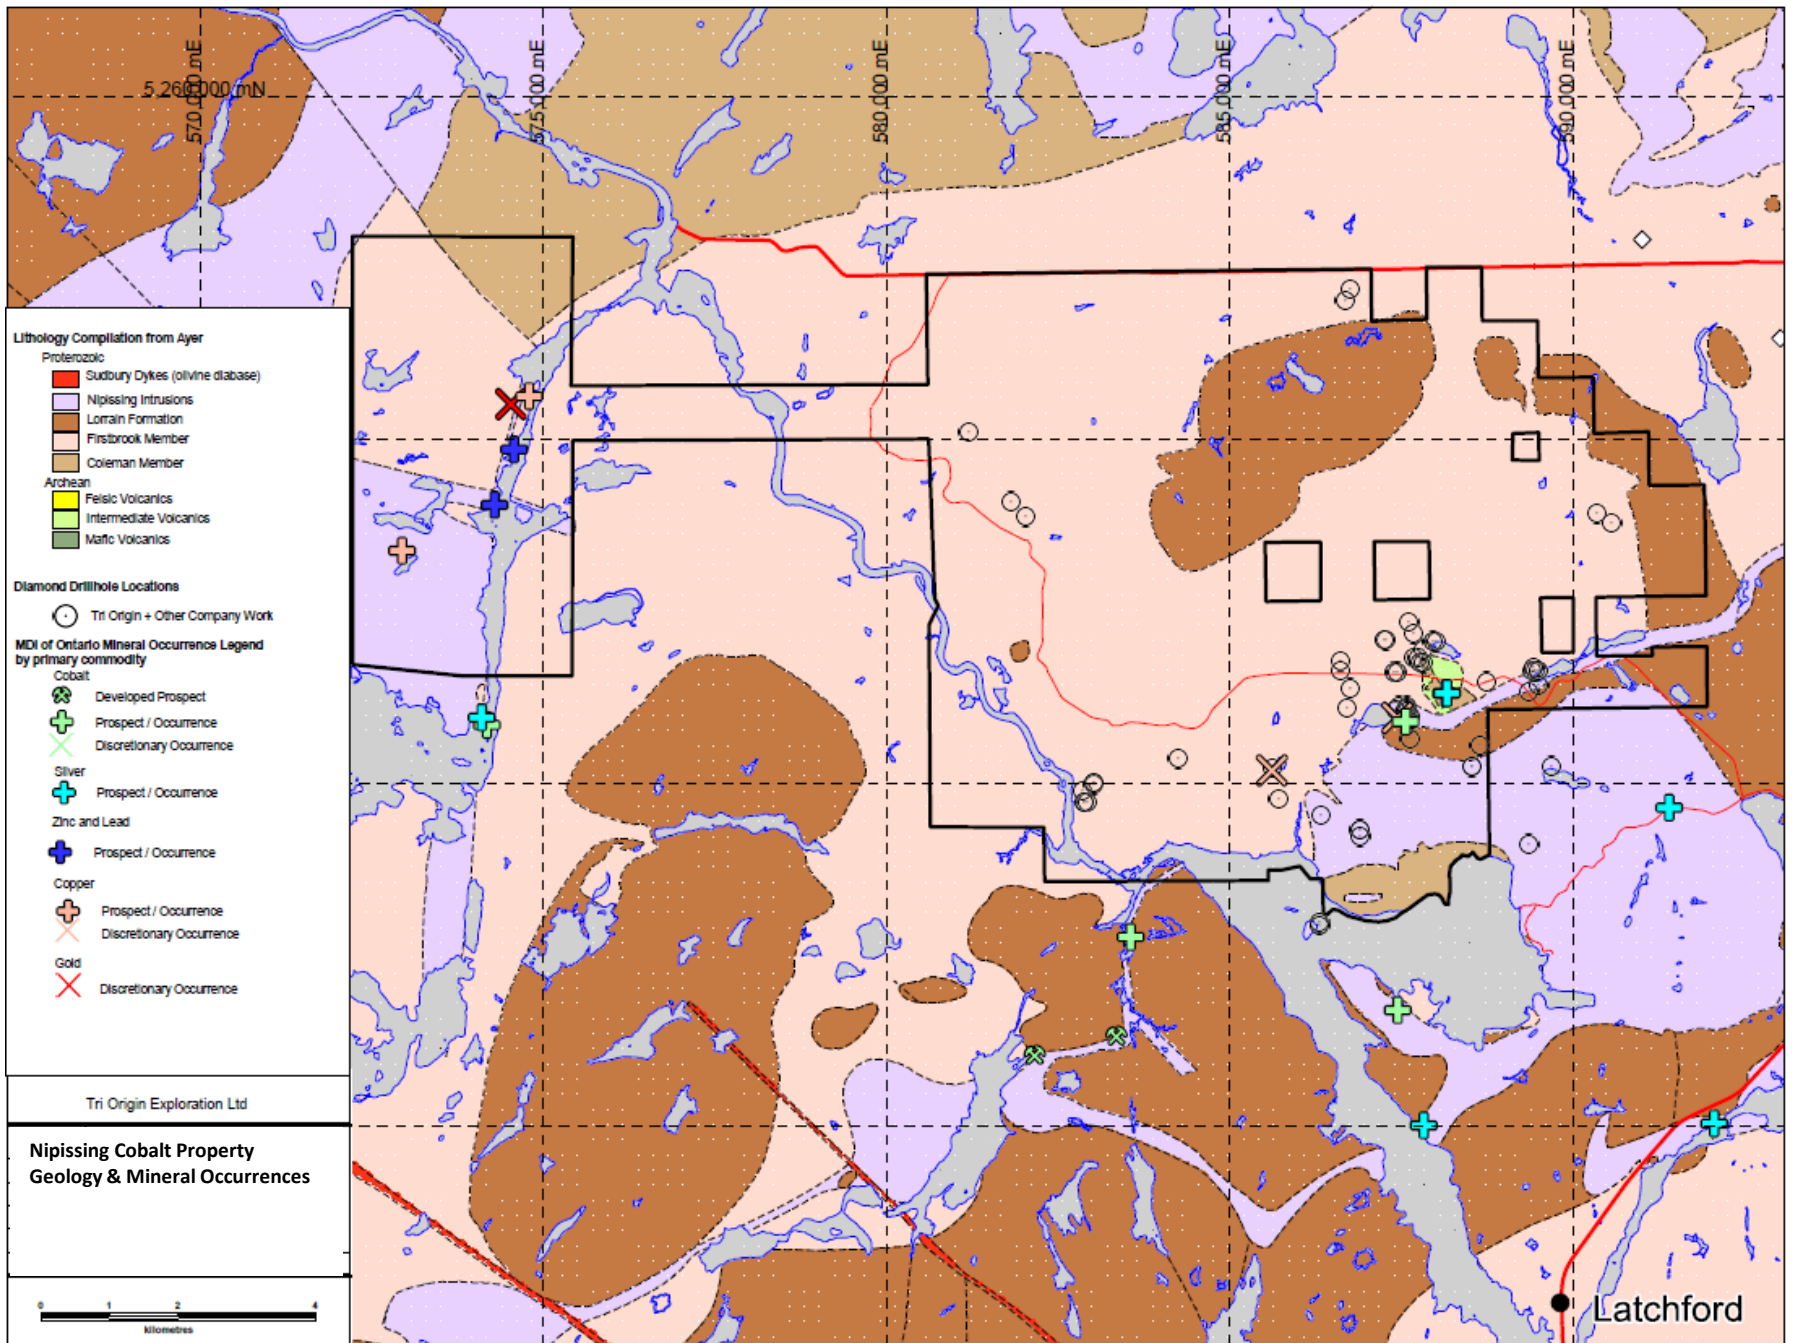 570 000 mE
575 000 mE
580 000 mE
585 000 mE
590 000 mE
5 260 000 mN
Lithology Compilation from Ayer
Proterozoic
Sudbury Dykes (olivine diabase)
Nipissing Intrusions
Lorrain Formation
Firstbrook Member
Coleman Member
Archean
Felsic Volcanics
Intermediate Volcanics
Mafic Volcanics
Diamond Drillhole Locations
Tri Origin + Other Company Work
MDI of Ontario Mineral Occurrence Legend
by primary commodity
Cobalt
Developed Prospect
Prospect / Occurrence
Discretionary Occurrence
Silver
Prospect / Occurrence
Zinc and Lead
Prospect / Occurrence
Copper
Prospect / Occurrence
Discretionary Occurrence
Gold
Discretionary Occurrence
Tri Origin Exploration Ltd
Nipissing Cobalt Property
Geology & Mineral Occurrences
0 1 2 4
kilometres
Latchford